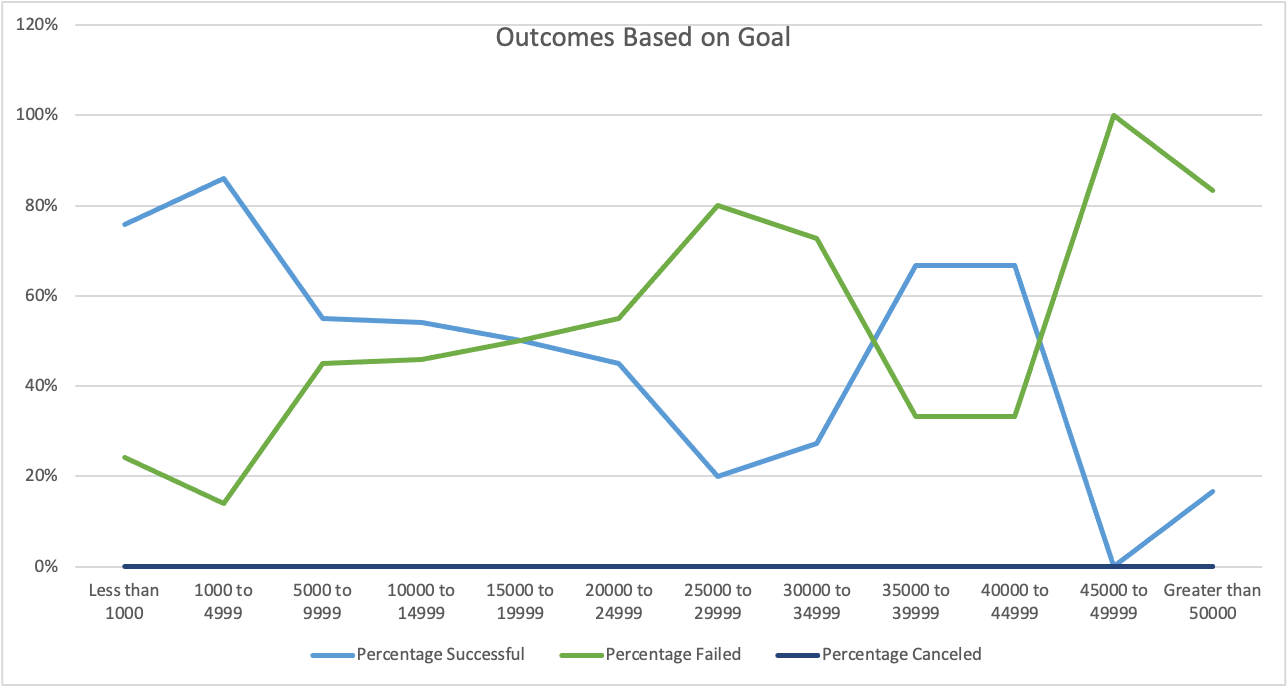 120%
Outcomes Based on Goal
100%
80%
60%
40%
20%
0%
Less than
1000
1000 to
4999
5000 to
9999
10000 to
14999
15000 to
19999
20000 to
24999
25000 to
29999
30000 to
34999
35000 to
39999
40000 to
44999
45000 to
49999
Greater than
50000
Percentage Successful
Percentage Failed
Percentage Canceled